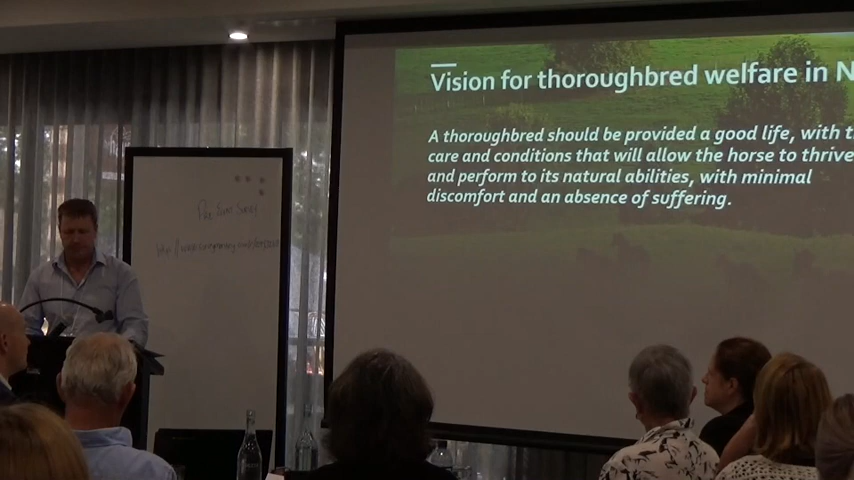 Vision for thoroughbred welfare in N
A thoroughbred should be provided a good life, with t
care and conditions that will allow the horse to thrive
and perform to its natural abilities, with minimal
discomfort and an absence of suffering.